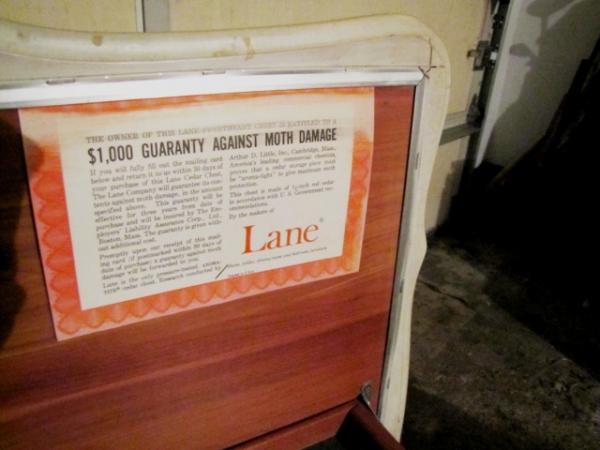 THE OWNER OF THIS LANE SWEETHEART CHEST IS ENTITLED TO A
$1,000 GUARANTY AGAINST MOTH DAMAGE
If you will fully fill out the mailing card
below and return it to us within 30 days of
your purchase of this Lane Cedar Chest,
The Lane Company will guarantee its con-
tents against moth damage, in the amount
specified above. This guaranty will be
effective for three years from date of
purchase and will be insured by The Em-
ployers' Liability Assurance Corp., Ltd.,
Boston, Mass. The guaranty is given with-
out additional cost.
Promptly upon our receipt of this mail-
ing card (if postmarked within 30 days of
date of purchase) a guaranty against moth
damage will be forwarded to you.
Lane is the only pressure-tested, AROMA-
TITE® cedar chest. Research conducted by
Arthur D. Little, Inc., Cambridge, Mass.,
America's leading commercial chemists,
proves that a cedar storage piece must
be "aroma-tight" to give maximum moth
protection.
This chest is made of ¾-inch red cedar
in accordance with U. S. Government rec-
ommendations.
By the makers of
Lane®